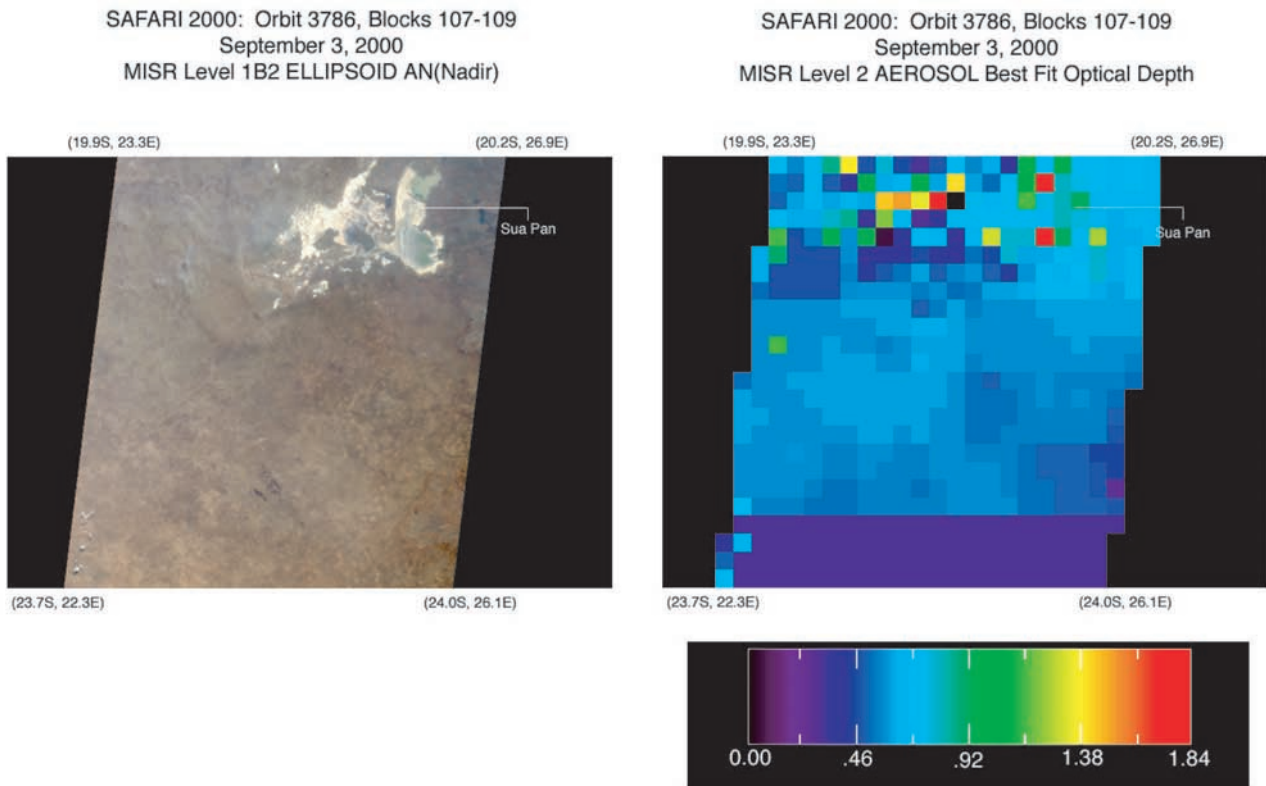 SAFARI 2000: Orbit 3786, Blocks 107-109
September 3, 2000
MISR Level 1B2 ELLIPSOID AN(Nadir)
(19.9S, 23.3E)
(20.2S, 26.9E)
Sua Pan
(23.7S, 22.3E)
(24.0S, 26.1E)
SAFARI 2000: Orbit 3786, Blocks 107-109
September 3, 2000
MISR Level 2 AEROSOL Best Fit Optical Depth
(19.9S, 23.3E)
(20.2S, 26.9E)
Sua Pan
(23.7S, 22.3E)
(24.0S, 26.1E)
0.00 .46 .92 1.38 1.84